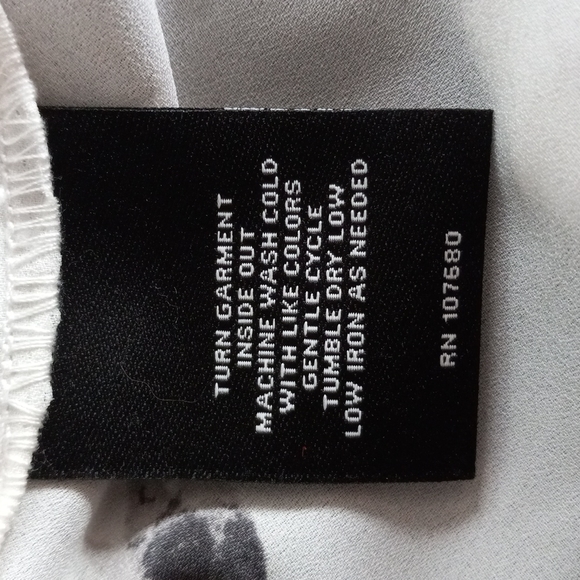 TURN GARMENT
INSIDE OUT
MACHINE WASH COLD
WITH LIKE COLORS
GENTLE CYCLE
TUMBLE DRY LOW
LOW IRON AS NEEDED
RN 107680